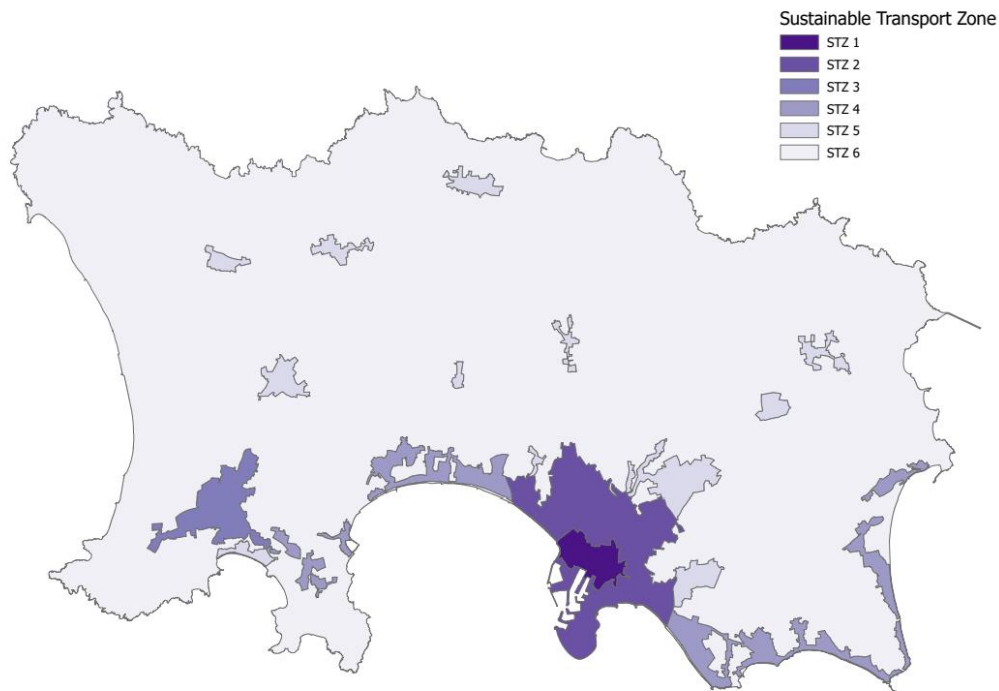 Sustainable Transport Zone
STZ 1
STZ 2
STZ 3
STZ 4
STZ 5
STZ 6